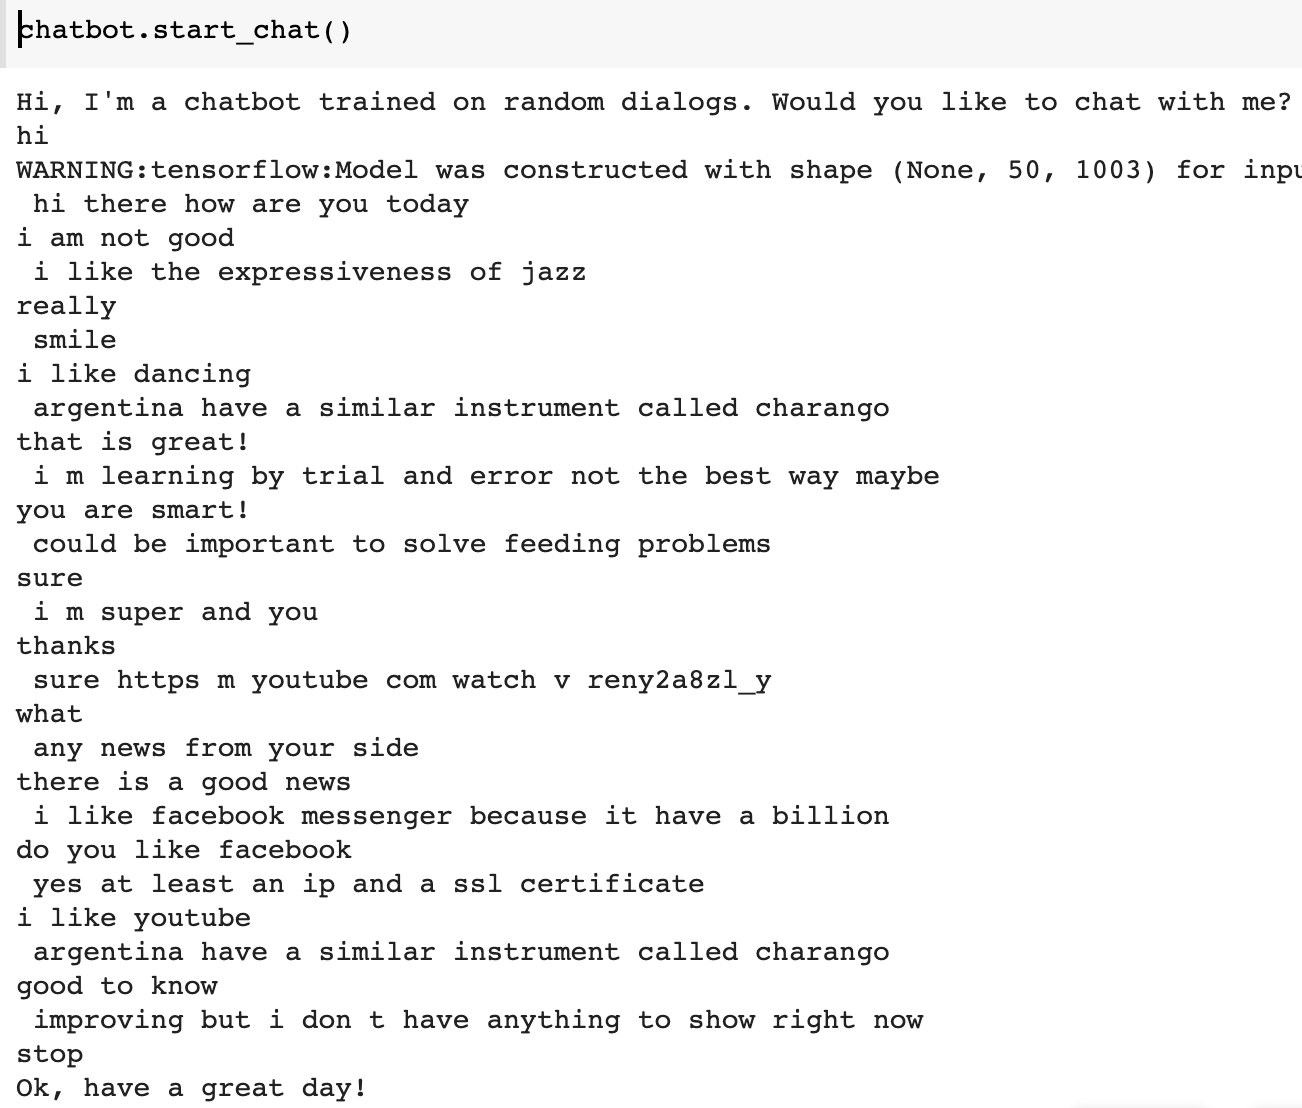 chatbot.start_chat()
Hi, I'm a chatbot trained on random dialogs. Would you like to chat with me?
hi
WARNING:tensorflow:Model was constructed with shape (None, 50, 1003) for inpu
hi there how are you today
i am not good
i like the expressiveness of jazz
really
smile
i like dancing
argentina have a similar instrument called charango
that is great!
i m learning by trial and error not the best way maybe
you are smart!
could be important to solve feeding problems
sure
i m super and you
thanks
sure https m youtube com watch v reny2a8zl_y
what
any news from your side
there is a good news
i like facebook messenger because it have a billion
do you like facebook
yes at least an ip and a ssl certificate
i like youtube
argentina have a similar instrument called charango
good to know
improving but i don t have anything to show right now
stop
Ok, have a great day!